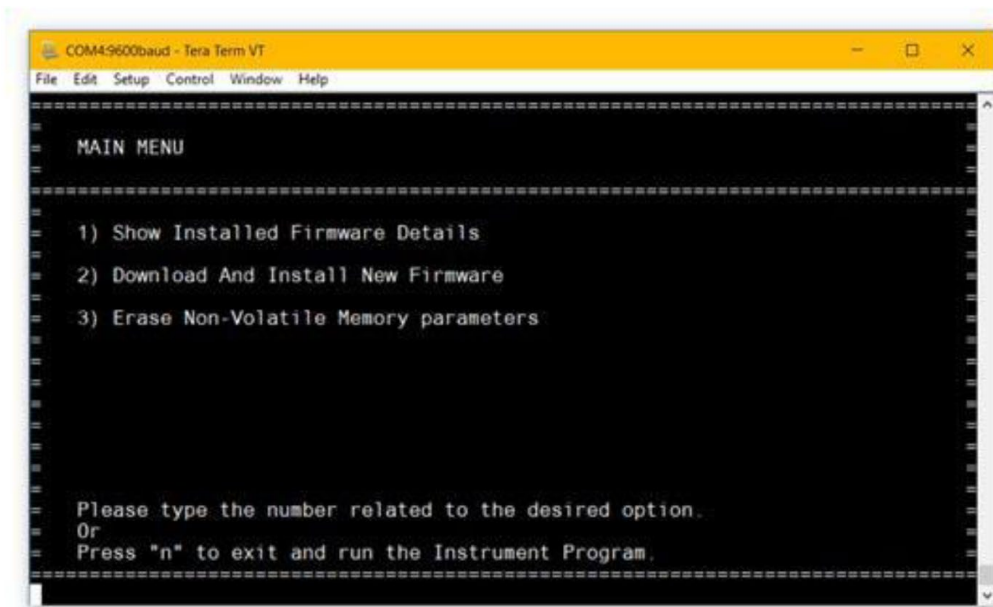 COM4:9600baud - Tera Term VT
File Edit Setup Control Window Help
MAIN MENU
1) Show Installed Firmware Details
2) Download And Install New Firmware
3) Erase Non-Volatile Memory parameters
Please type the number related to the desired option.
Or
Press "n" to exit and run the Instrument Program.